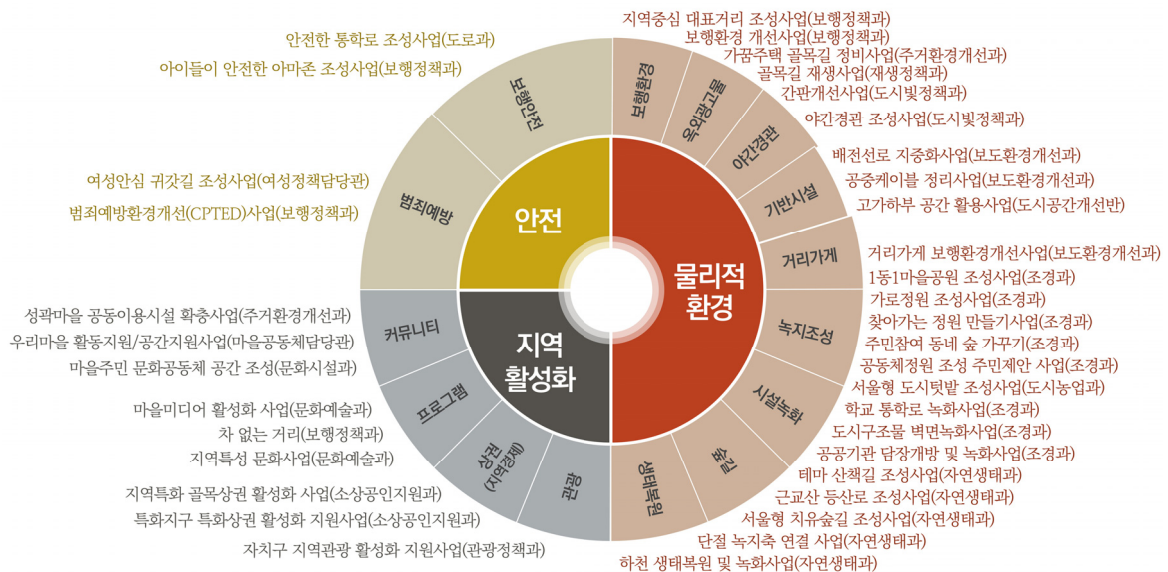 안전한 통학로 조성사업(도로과)
아이들이 안전한 아마존 조성사업(보행정책과)
여성안심 귀갓길 조성사업(여성정책담당관)
범죄예방환경개선(CPTED)사업(보행정책과)
성곽마을 공동이용시설 확충사업(주거환경개선과)
우리마을 활동지원/공간지원사업(마을공동체담당관)
마을주민 문화공동체 공간 조성(문화시설과)
마을미디어 활성화 사업(문화예술과)
차 없는 거리(보행정책과)
지역특성 문화사업(문화예술과)
지역특화 골목상권 활성화 사업(소상공인지원과)
특화지구 특화상권 활성화 지원사업(소상공인지원과)
자치구 지역관광 활성화 지원사업(관광정책과)
보행안전
범죄예방
안전
커뮤니티
프로그램
상권
(지역경제)
관광
지역
활성화
물리적
환경
보행환경
옥외광고물
야간경관
기반시설
거리가게
녹지조성
시설녹화
숲길
생태복원
지역중심 대표거리 조성사업(보행정책과)
보행환경 개선사업(보행정책과)
가꿈주택 골목길 정비사업(주거환경개선과)
골목길 재생사업(재생정책과)
간판개선사업(도시빛정책과)
야간경관 조성사업(도시빛정책과)
배전선로 지중화사업(보도환경개선과)
공중케이블 정리사업(보도환경개선과)
고가하부 공간 활용사업(도시공간개선반)
거리가게 보행환경개선사업(보도환경개선과)
1동1마을공원 조성사업(조경과)
가로정원 조성사업(조경과)
찾아가는 정원 만들기사업(조경과)
주민참여 동네 숲 가꾸기(조경과)
공동체정원 조성 주민제안 사업(조경과)
서울형 도시텃밭 조성사업(도시농업과)
학교 통학로 녹화사업(조경과)
도시구조물 벽면녹화사업(조경과)
공공기관 담장개방 및 녹화사업(조경과)
테마 산책길 조성사업(자연생태과)
근교산 등산로 조성사업(자연생태과)
서울형 치유숲길 조성사업(자연생태과)
단절 녹지축 연결 사업(자연생태과)
하천 생태복원 및 녹화사업(자연생태과)